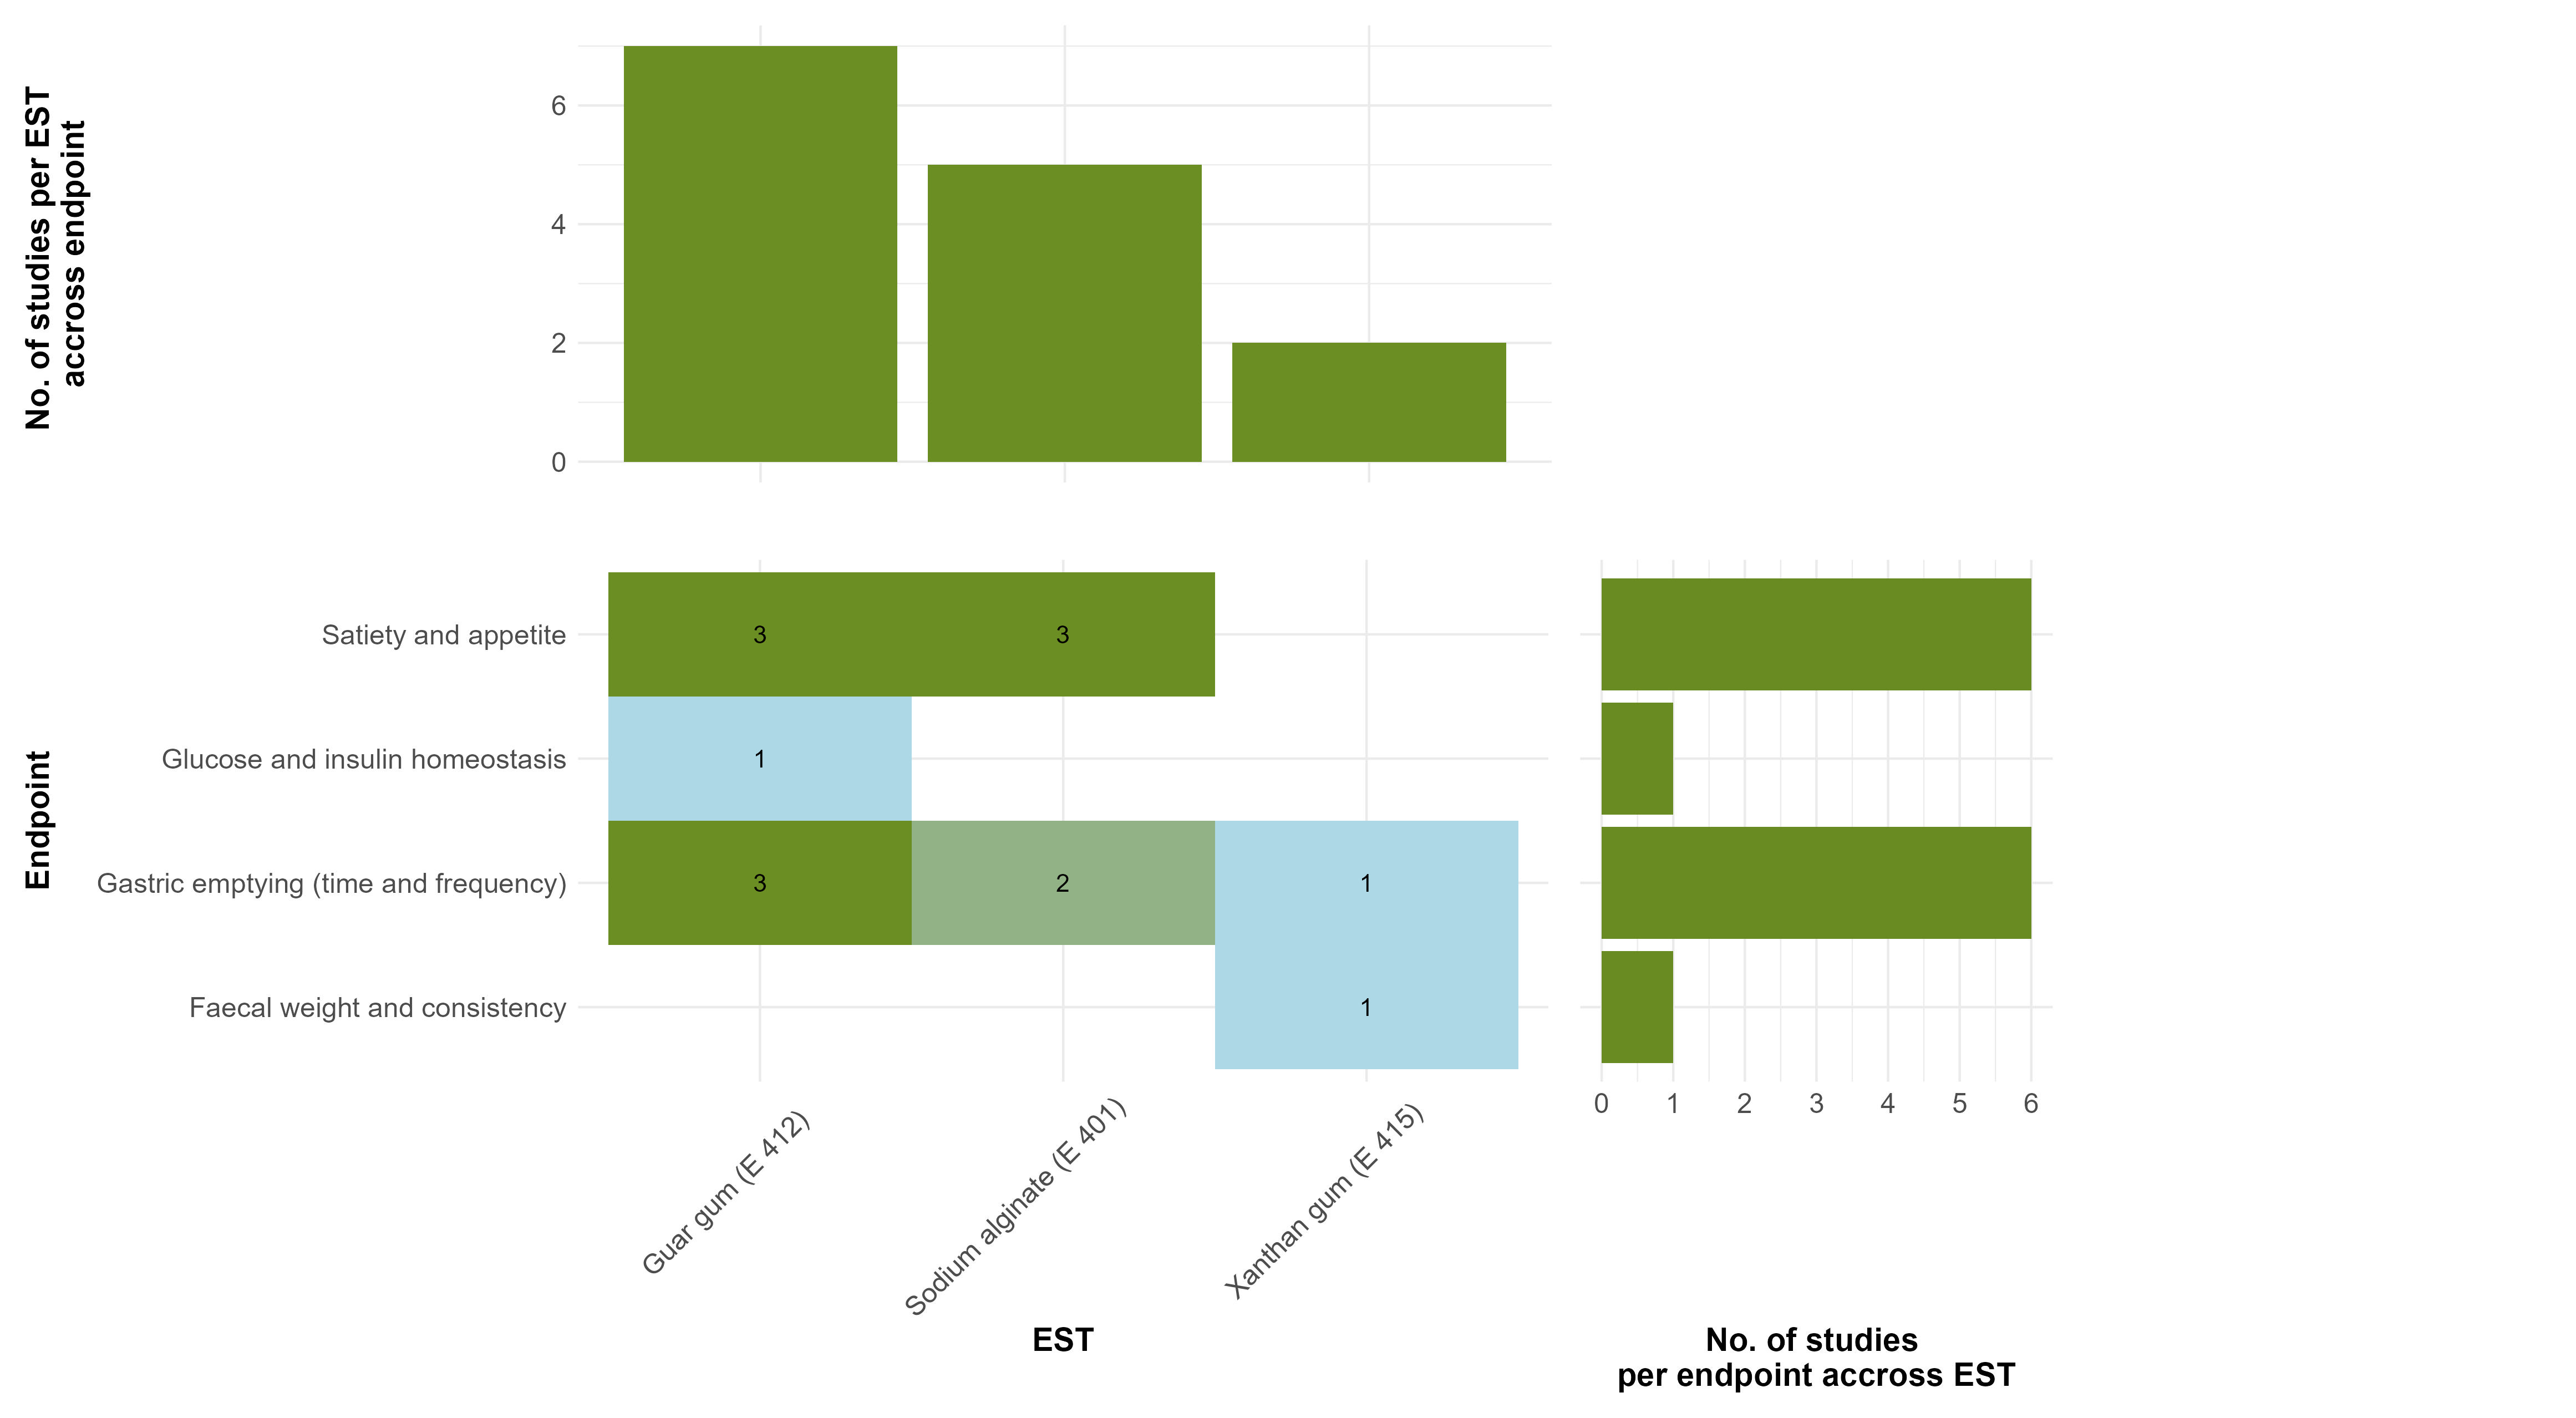 No. of studies per EST
accross endpoint
6
4
2
0
Endpoint
Satiety and appetite
3
3
Glucose and insulin homeostasis
1
Gastric emptying (time and frequency)
3
2
1
Faecal weight and consistency
1
0 1 2 3 4 5 6
Guar gum (E 412)
Sodium alginate (E 401)
Xanthan gum (E 415)
EST
No. of studies
per endpoint accross EST